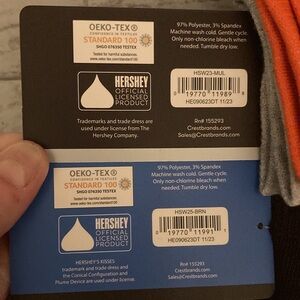 OEKO-TEX®
CONFIDENCE IN TEXTILES
STANDARD 100
SHGO 076350 TESTEX
Tested for harmful substances
www.oeko-tex.com/standard100
97% Polyester, 3% Spandex
Machine wash cold. Gentle cycle.
Only non-chlorine bleach when
needed. Tumble dry low.
HERSHEY
OFFICIAL
LICENSED
PRODUCT
HSW23-MUL
0 19770 11989
HE090623DT 11/23
Trademarks and trade dress are
used under license from The
Hershey Company.
Rn# 155293
Crestbrands.com
Sales@Crestbrands.com
OEKO-TEX®
CONFIDENCE IN TEXTILES
STANDARD 100
SHGO 076350 TESTEX
Tested for harmful substances
www.oeko-tex.com/standard100
97% Polyester, 3% Spandex
Machine wash cold. Gentle cycle.
Only non-chlorine bleach when
needed. Tumble dry low.
HERSHEY
OFFICIAL
LICENSED
PRODUCT
HSW25-BRN
0 19770 11991
HE090623DT 11/23
HERSHEY'S KISSES
trademark and trade dress and
the Conical Configuration and
Plume Device are used under license.
Rn# 155293
Crestbrands.com
Sales@Crestbrands.com